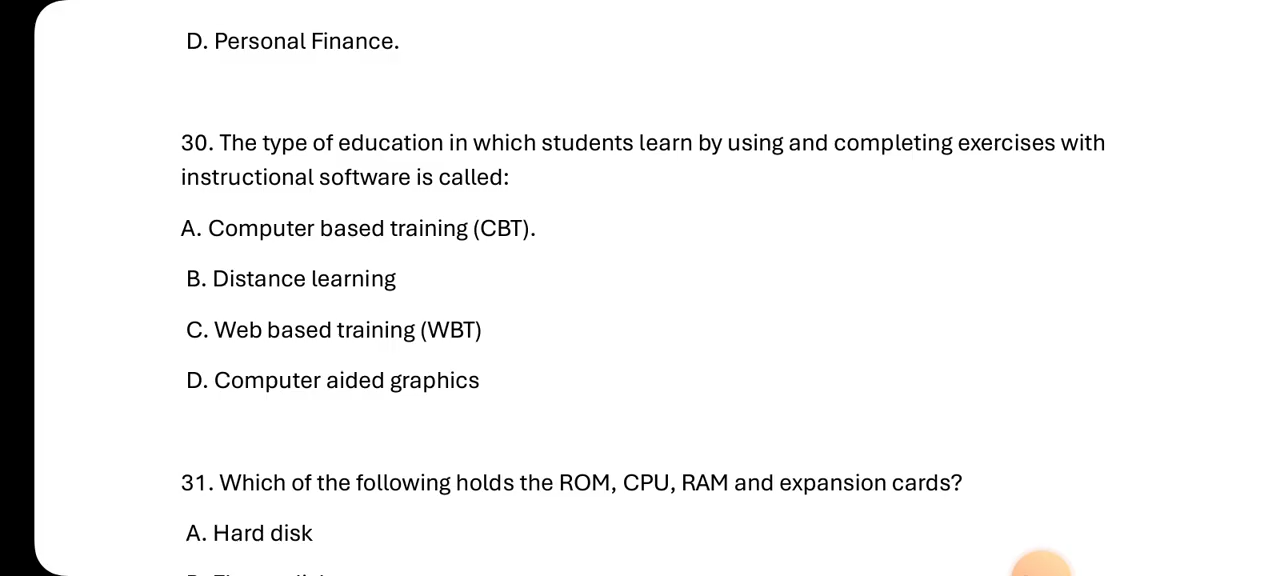 D. Personal Finance.
30. The type of education in which students learn by using and completing exercises with
instructional software is called:
A. Computer based training (CBT).
B. Distance learning
C. Web based training (WBT)
D. Computer aided graphics
31. Which of the following holds the ROM, CPU, RAM and expansion cards?
A. Hard disk